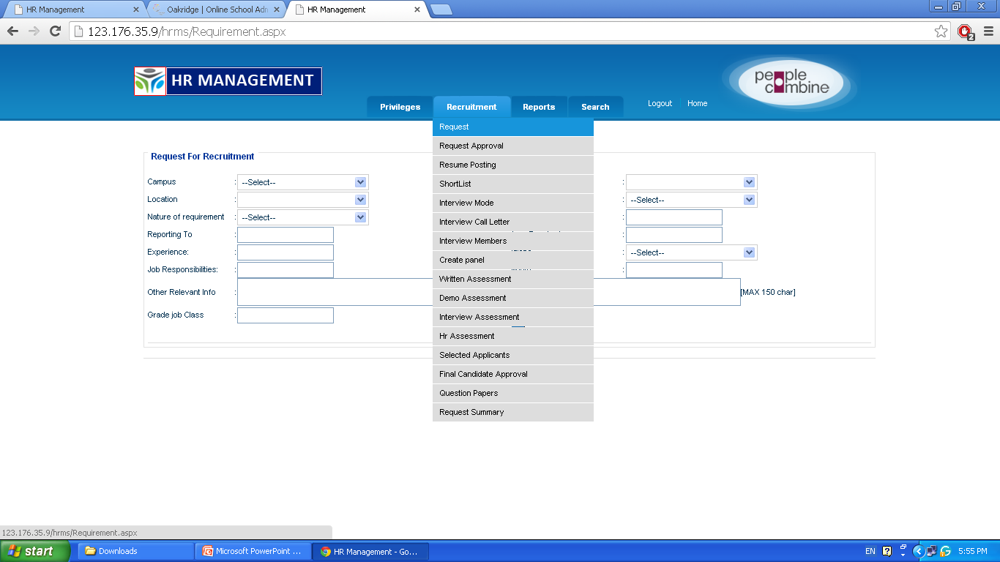 HR Management
Oakridge | Online School Adm
HR Management
123.176.35.9/hrms/Requirement.aspx
2
HR MANAGEMENT
people combine
Privileges
Recruitment
Reports
Search
Logout
Home
Request
Request Approval
Resume Posting
ShortList
Interview Mode
Interview Call Letter
Interview Members
Create panel
Written Assessment
Demo Assessment
Interview Assessment
Hr Assessment
Selected Applicants
Final Candidate Approval
Question Papers
Request Summary
Request For Recruitment
Campus : --Select-- :
Location : : --Select--
Nature of requirement : --Select-- :
Reporting To : :
Experience: : : --Select--
Job Responsibilities: : :
Other Relevant Info : [MAX 150 char]
Grade job Class :
123.176.35.9/hrms/Requirement.aspx
start
Downloads
Microsoft PowerPoint ...
HR Management - Go...
EN
5:55 PM